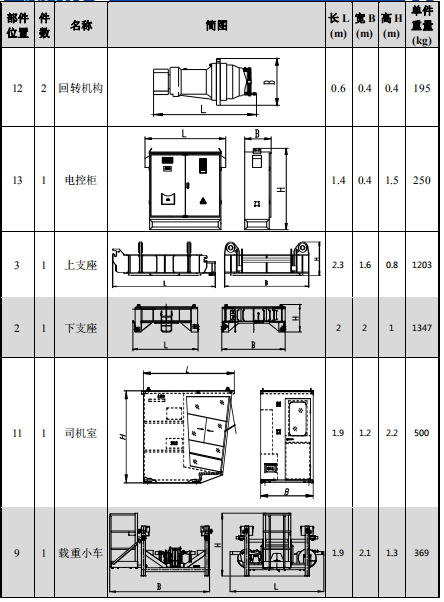 部件位置 件数 名称 简图 长 L (m) 宽 B (m) 高 H (m) 单件重量 (kg)
12 2 回转机构 L B 0.6 0.4 0.4 195
13 1 电控柜 L B H 1.4 0.4 1.5 250
3 1 上支座 L B H 2.3 1.6 0.8 1203
2 1 下支座 L B H 2 2 1 1347
11 1 司机室 L H B 1.9 1.2 2.2 500
9 1 载重小车 B H L 1.9 2.1 1.3 369